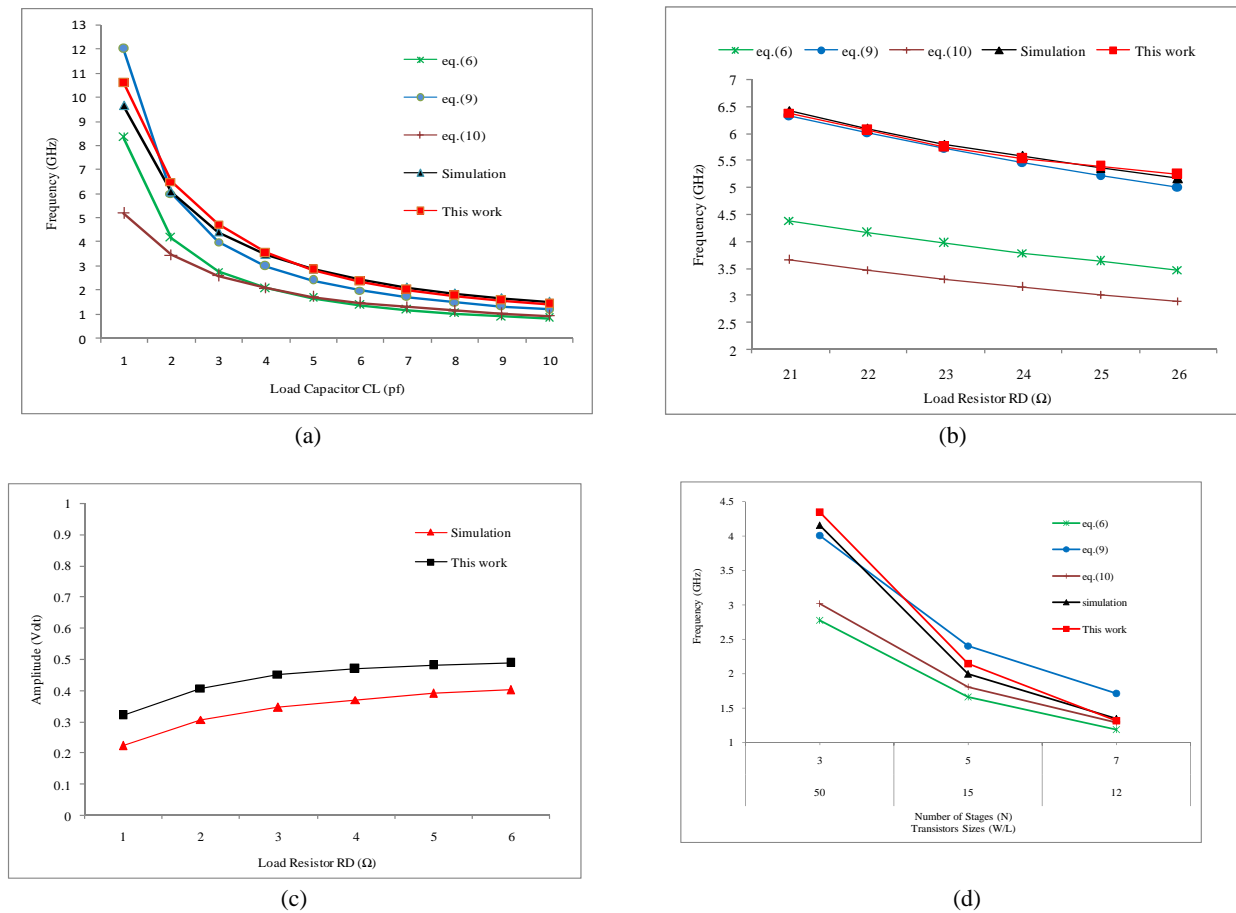 13
12
11
10
9
8
7
6
5
4
3
2
1
0
Frequency (GHz)
eq.(6)
eq.(9)
eq.(10)
Simulation
This work
1 2 3 4 5 6 7 8 9 10
Load Capacitor CL (pf)
(a)
eq.(6) eq.(9) eq.(10) Simulation This work
7
6.5
6
5.5
5
4.5
4
3.5
3
2.5
2
Frequency (GHz)
21 22 23 24 25 26
Load Resistor RD (Ω)
(b)
1
0.9
0.8
0.7
0.6
0.5
0.4
0.3
0.2
0.1
0
Amplitude (Volt)
Simulation
This work
1 2 3 4 5 6
Load Resistor RD (Ω)
(c)
4.5
4
3.5
3
2.5
2
1.5
1
Frequency (GHz)
eq.(6)
eq.(9)
eq.(10)
simulation
This work
3 5 7
50 15 12
Number of Stages (N)
Transistors Sizes (W/L)
(d)